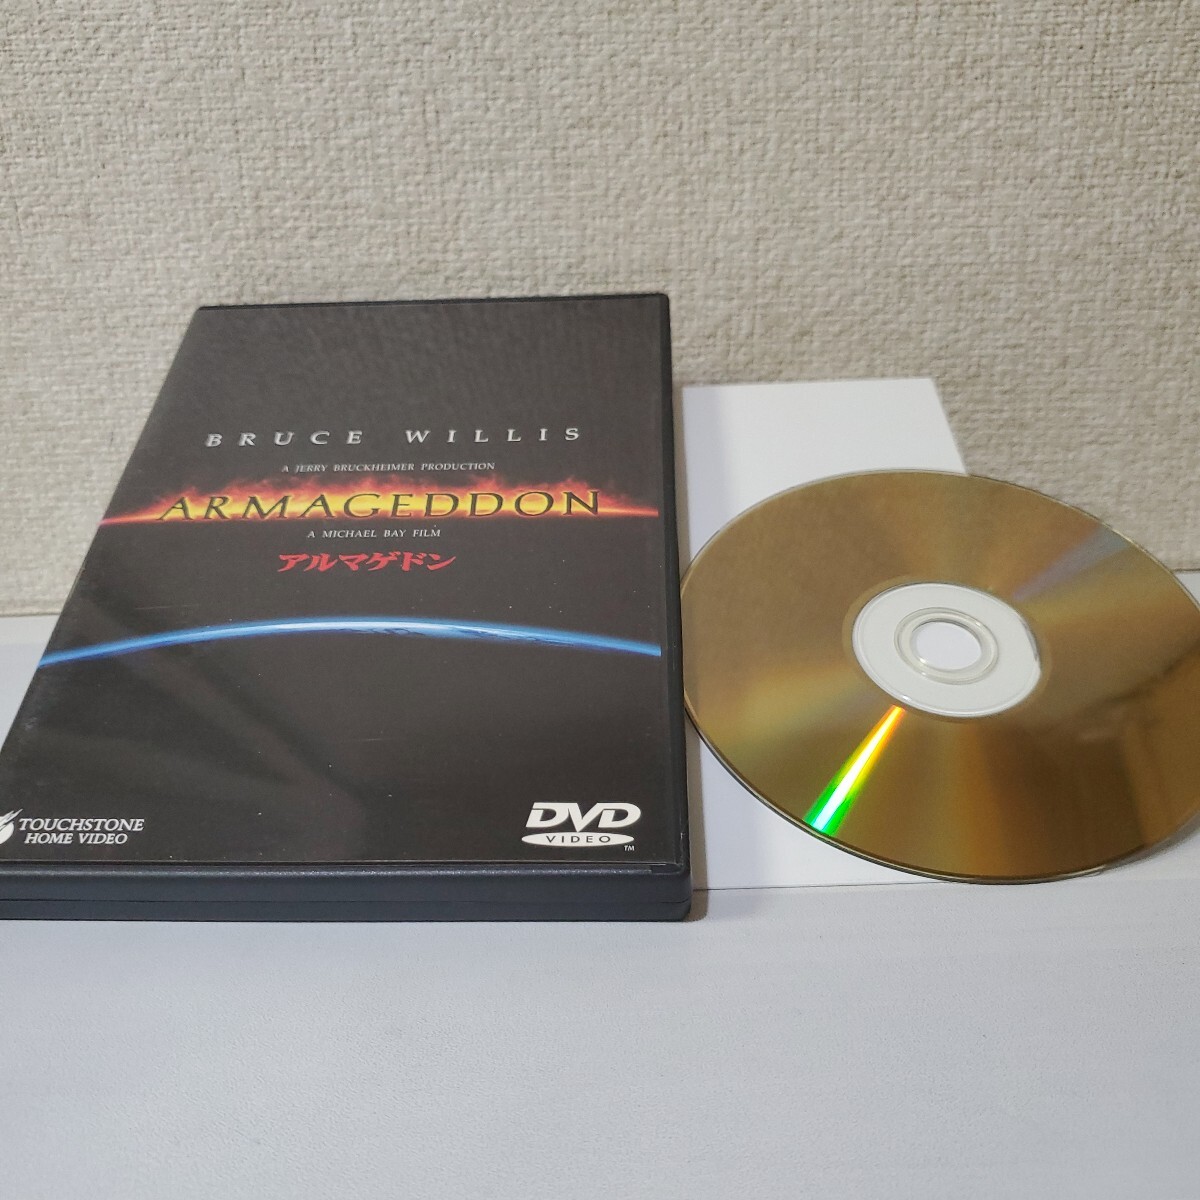 BRUCE WILLIS
A JERRY BRUCKHEIMER PRODUCTION
ARMAGEDDON
A MICHAEL BAY FILM
アルマゲドン
TOUCHSTONE
HOME VIDEO
DVD
VIDEO
TM